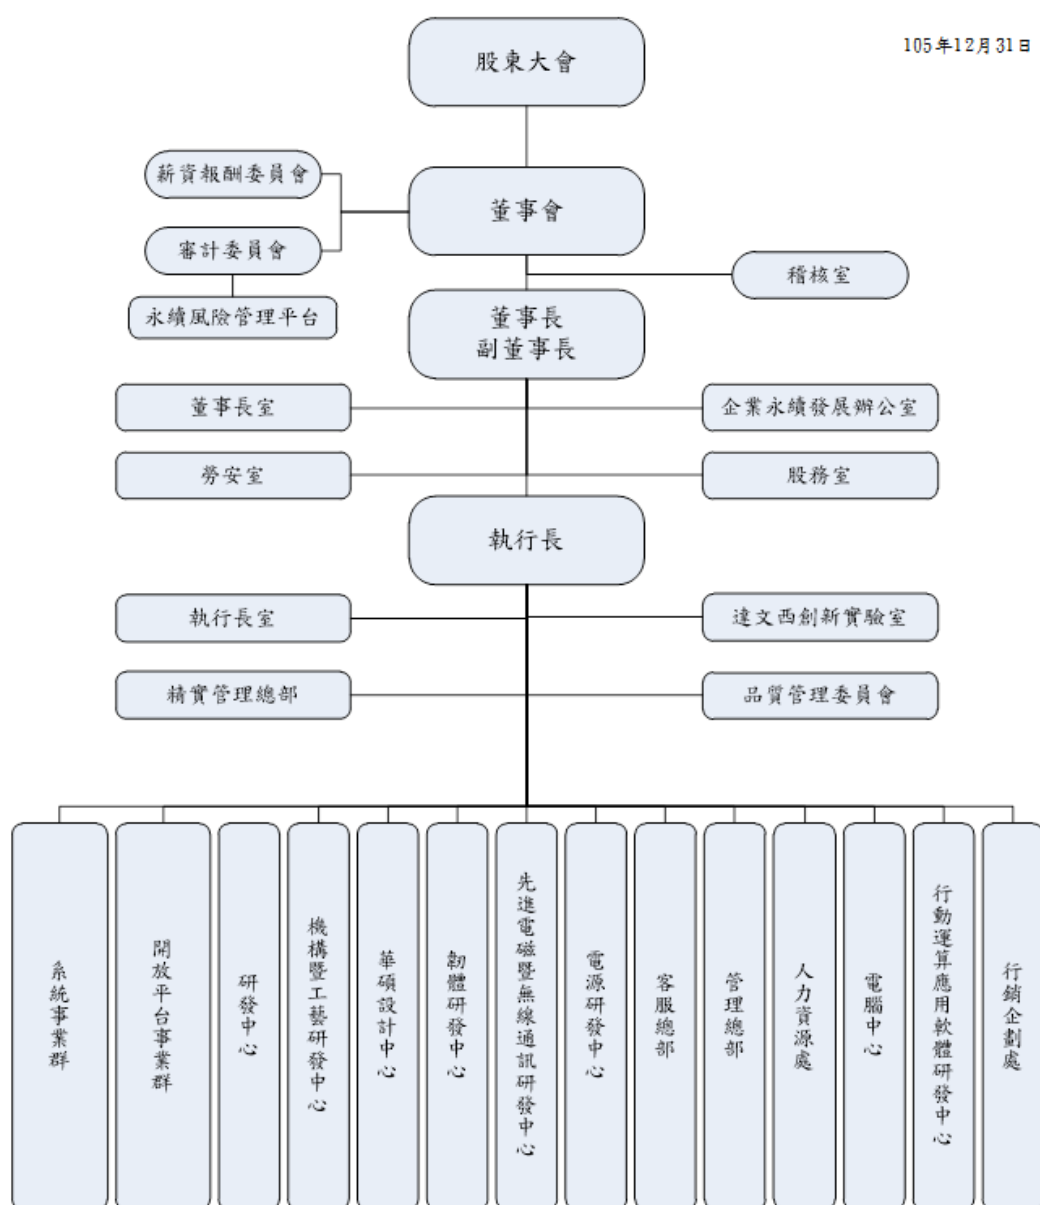 105年12月31日
股東大會
薪資報酬委員會
董事會
審計委員會
稽核室
永續風險管理平台
董事長
副董事長
董事長室
企業永續發展辦公室
勞安室
股務室
執行長
執行長室
達文西創新實驗室
精實管理總部
品質管理委員會
系統事業群
開放平台事業群
研發中心
機構暨工藝研發中心
華碩設計中心
韌體研發中心
先進電磁暨無線通訊研發中心
電源研發中心
客服總部
管理總部
人力資源處
電腦中心
行動運算應用軟體研發中心
行銷企劃處